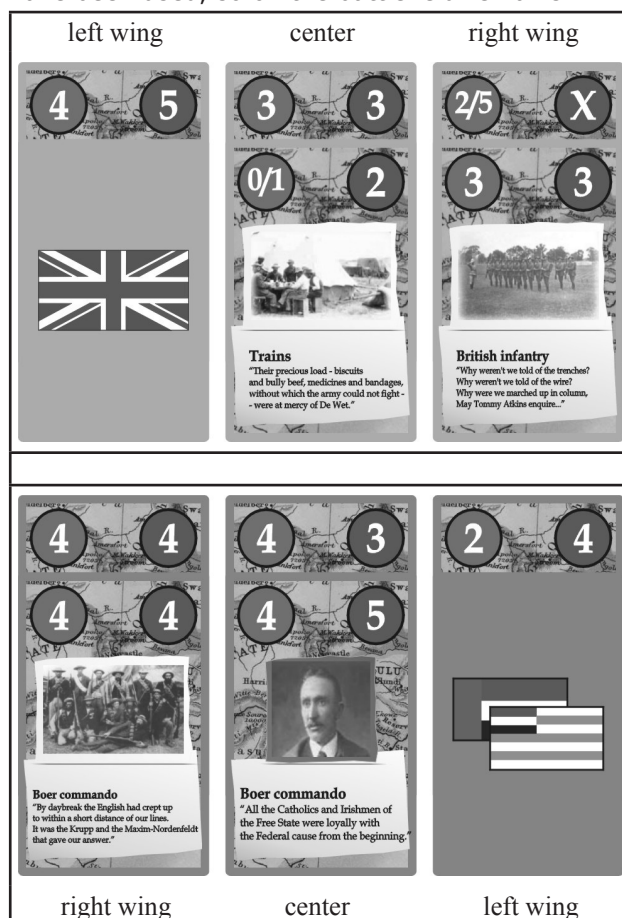 left wing center right wing
4 5 3 3 2/5 X
0/1 2 3 3
Trains
"Their precious load - biscuits
and bully beef, medicines and bandages,
without which the army could not fight -
- were at mercy of De Wet."
British infantry
"Why weren't we told of the trenches?
Why weren't we told of the wire?
Why were we marched up in column,
May Tommy Atkins enquire..."
4 4 4 3 2 4
4 4 4 5
Boer commando
"By daybreak the English had crept up
to within a short distance of our lines.
It was the Krupp and the Maxim-Nordenfeldt
that gave our answer."
Boer commando
"All the Catholics and Irishmen of
the Free State were loyally with
the Federal cause from the beginning."
right wing center left wing